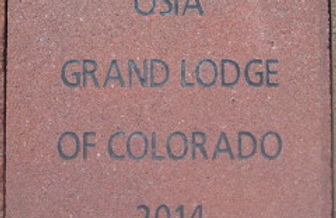 OSIA
GRAND LODGE
OF COLORADO
2014